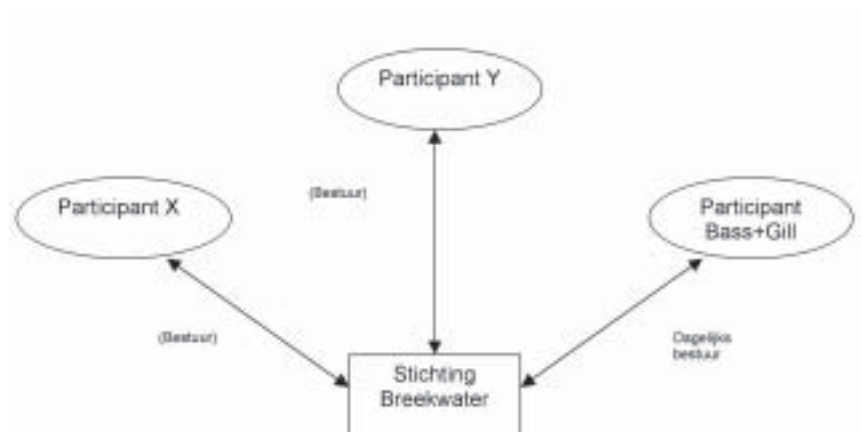 Participant Y
(Bestuur)
Participant X
Participant
Bass+Gill
(Bestuur)
Dagelijks
bestuur
Stichting
Breekwater